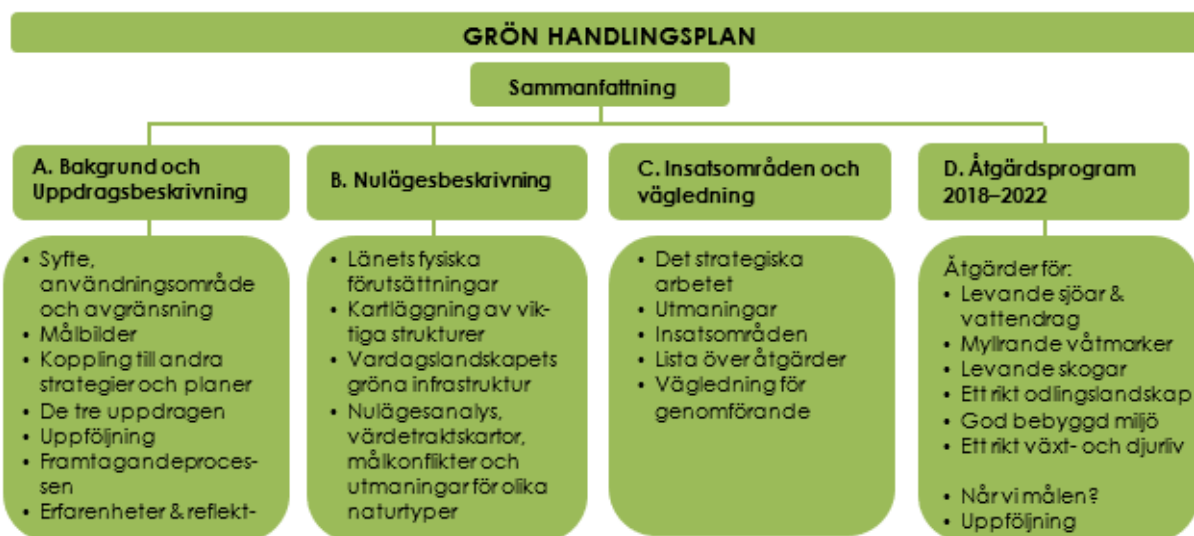 GRÖN HANDLINGSPLAN
Sammanfattning
A. Bakgrund och
Uppdragsbeskrivning
• Syfte,
användningsområde
och avgränsning
• Målbilder
• Koppling till andra
strategier och planer
• De tre uppdragen
• Uppföljning
• Framtagandeproces-
sen
• Erfarenheter & reflekt-
B. Nulägesbeskrivning
• Länets fysiska
förutsättningar
• Kartläggning av vik-
tiga strukturer
• Vardagslandskapets
gröna infrastruktur
• Nulägesanalys,
värdetraktskartor,
målkonflikter och
utmaningar för olika
naturtyper
C. Insatsområden och
vägledning
• Det strategiska
arbetet
• Utmaningar
• Insatsområden
• Lista över åtgärder
• Vägledning för
genomförande
D. Åtgärdsprogram
2018–2022
Åtgärder för:
• Levande sjöar &
vattendrag
• Myllrande våtmarker
• Levande skogar
• Ett rikt odlingslandskap
• God bebyggd miljö
• Ett rikt växt- och djurliv
• Når vi målen?
• Uppföljning